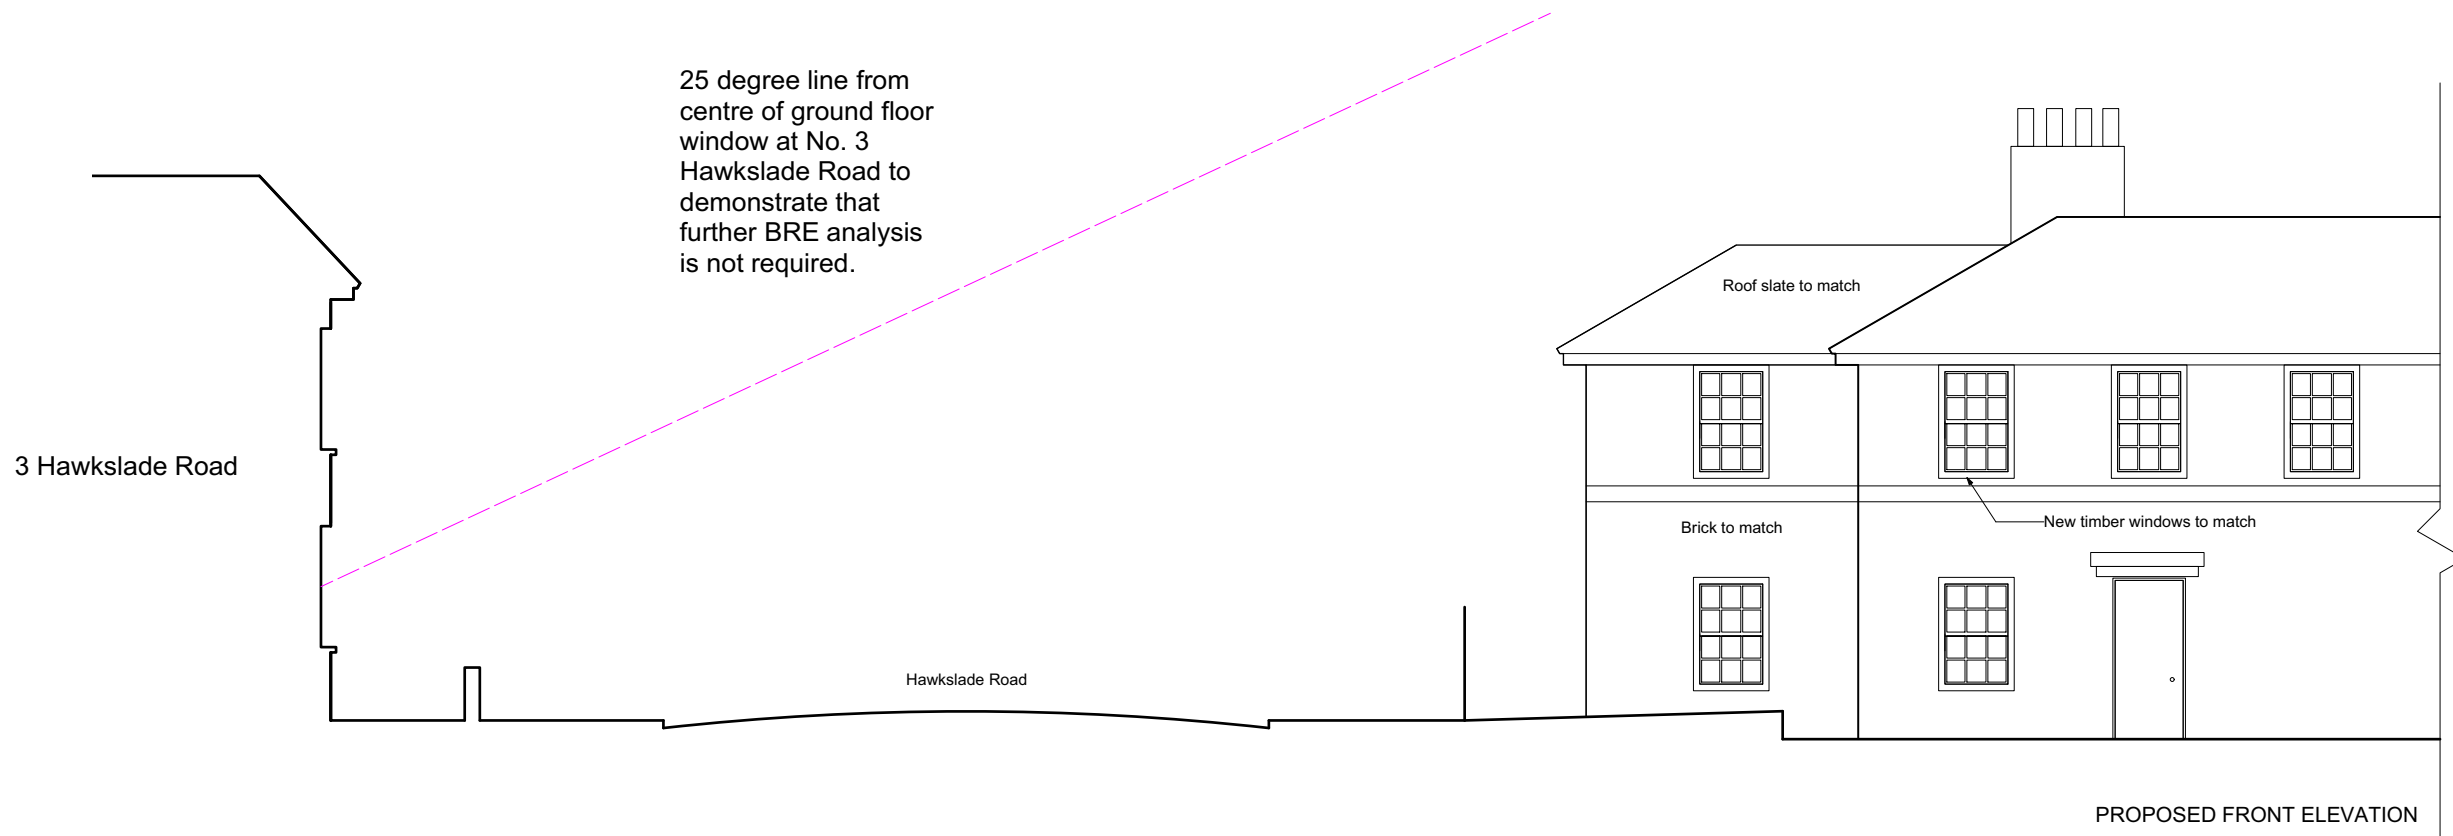 25 degree line from
centre of ground floor
window at No. 3
Hawkslade Road to
demonstrate that
further BRE analysis
is not required.
Roof slate to match
3 Hawkslade Road
New timber windows to match
Brick to match
Hawkslade Road
PROPOSED FRONT ELEVATION